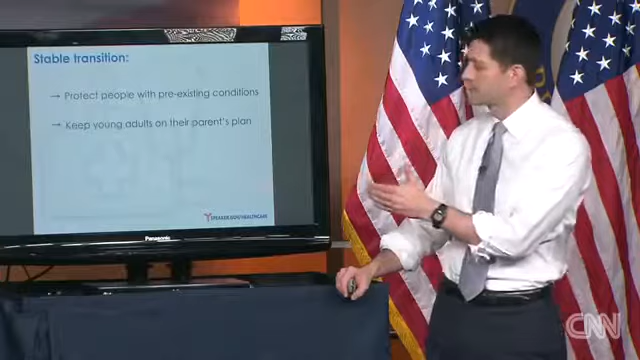 Stable transition:
→ Protect people with pre-existing conditions
→ Keep young adults on their parent's plan
SPEAKER.GOV/HEALTHCARE
Panasonic
CNN